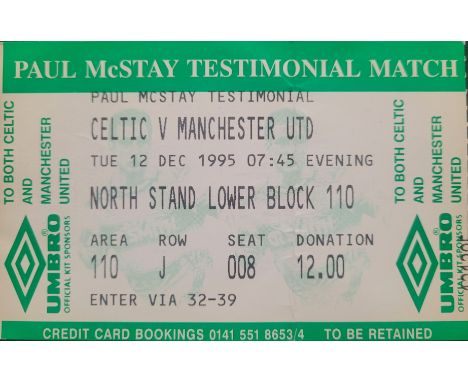 PAUL McSTAY TESTIMONIAL MATCH
PAUL MCSTAY TESTIMONIAL
CELTIC V MANCHESTER UTD
TUE 12 DEC 1995 07:45 EVENING
NORTH STAND LOWER BLOCK 110
AREA ROW SEAT DONATION
110 J 008 12.00
ENTER VIA 32-39
UMBRO
OFFICIAL KIT SPONSORS
TO BOTH CELTIC
AND
MANCHESTER
UNITED
UMBRO
OFFICIAL KIT SPONSORS
TO BOTH CELTIC
AND
MANCHESTER
UNITED
CREDIT CARD BOOKINGS 0141 551 8653/4 TO BE RETAINED